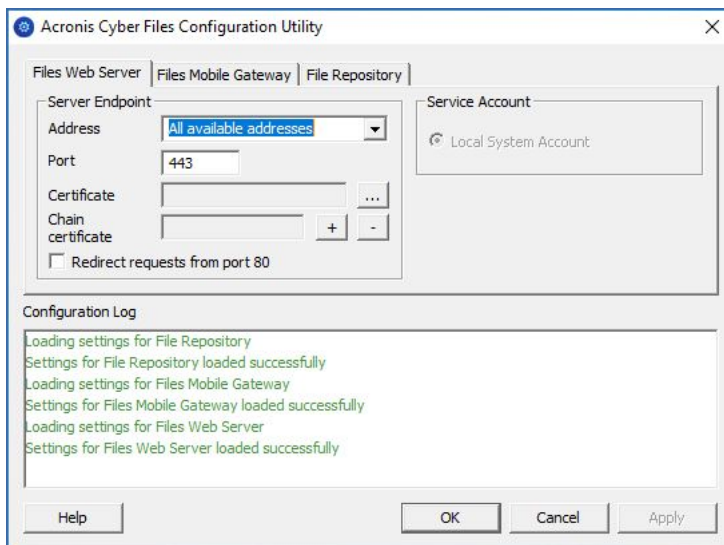 Acronis Cyber Files Configuration Utility
Files Web Server
Files Mobile Gateway
File Repository
Server Endpoint
Address
All available addresses
Port
443
Certificate
...
Chain
certificate
+
-
Redirect requests from port 80
Service Account
Local System Account
Configuration Log
Loading settings for File Repository
Settings for File Repository loaded successfully
Loading settings for Files Mobile Gateway
Settings for Files Mobile Gateway loaded successfully
Loading settings for Files Web Server
Settings for Files Web Server loaded successfully
Help
OK
Cancel
Apply